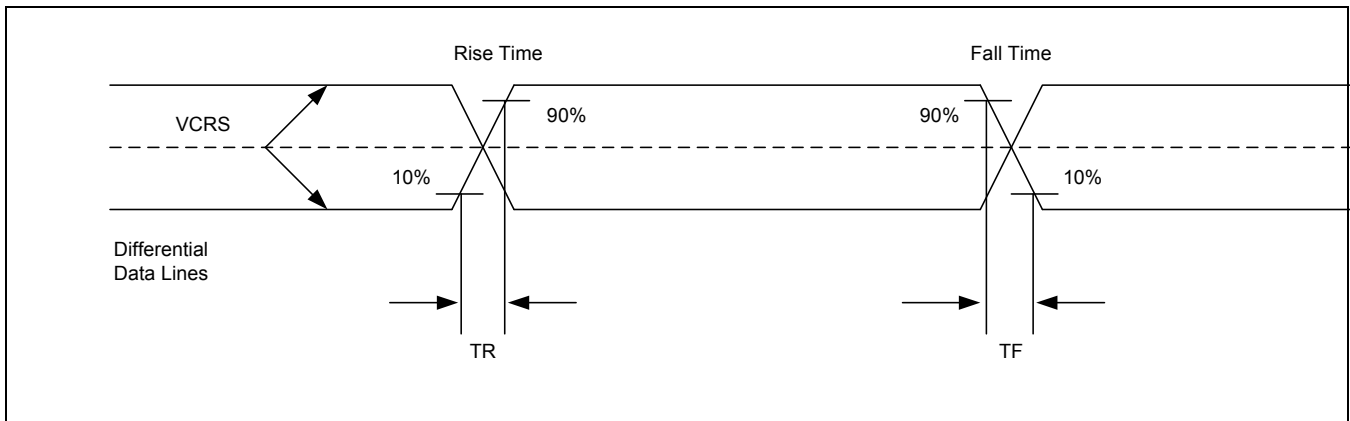 Rise Time
Fall Time
VCRS
90%
90%
10%
10%
Differential
Data Lines
TR
TF